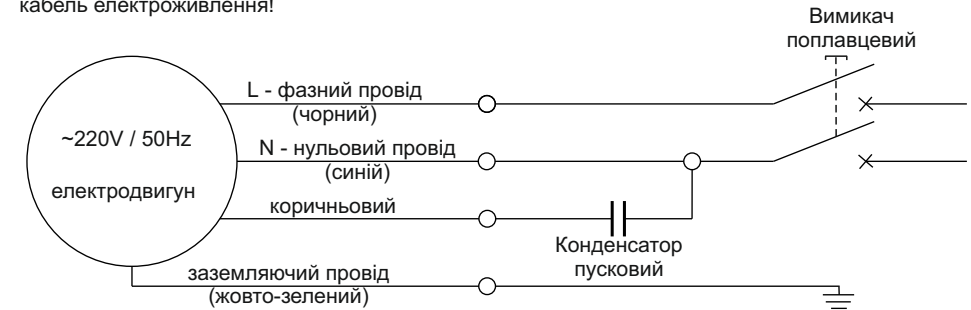 кабель електроживлення!
Вимикач
поплавцевий
L - фазний провід
(чорний)
~220V / 50Hz
N - нульовий провід
(синій)
електродвигун
коричньовий
Конденсатор
пусковий
заземляючий провід
(жовто-зелений)